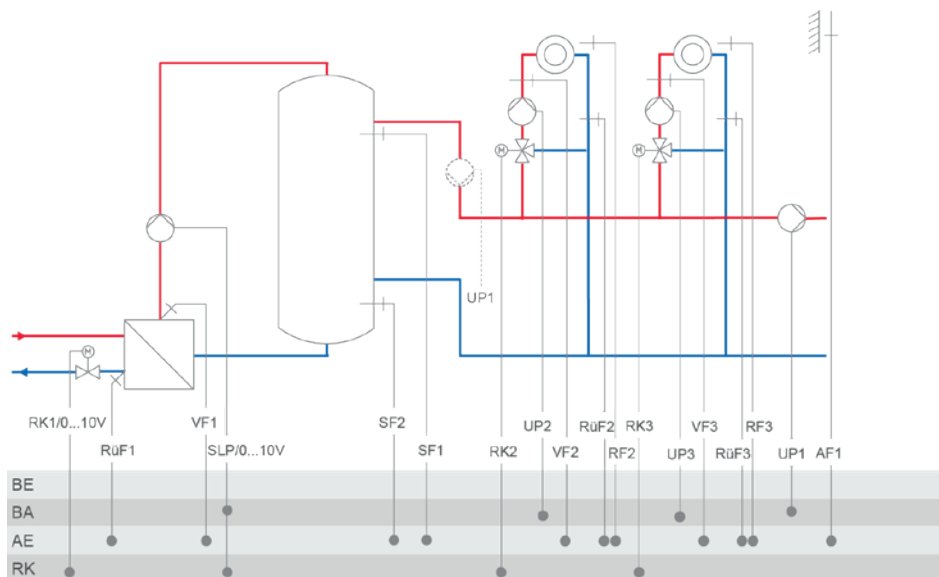 M
M
UP1
M
RK1/0...10V
VF1
SF2
UP2
RüF2
RK3
VF3
RF3
RüF1
SLP/0...10V
SF1
RK2
VF2
RF2
UP3
RüF3
UP1
AF1
BE
BA
AE
RK